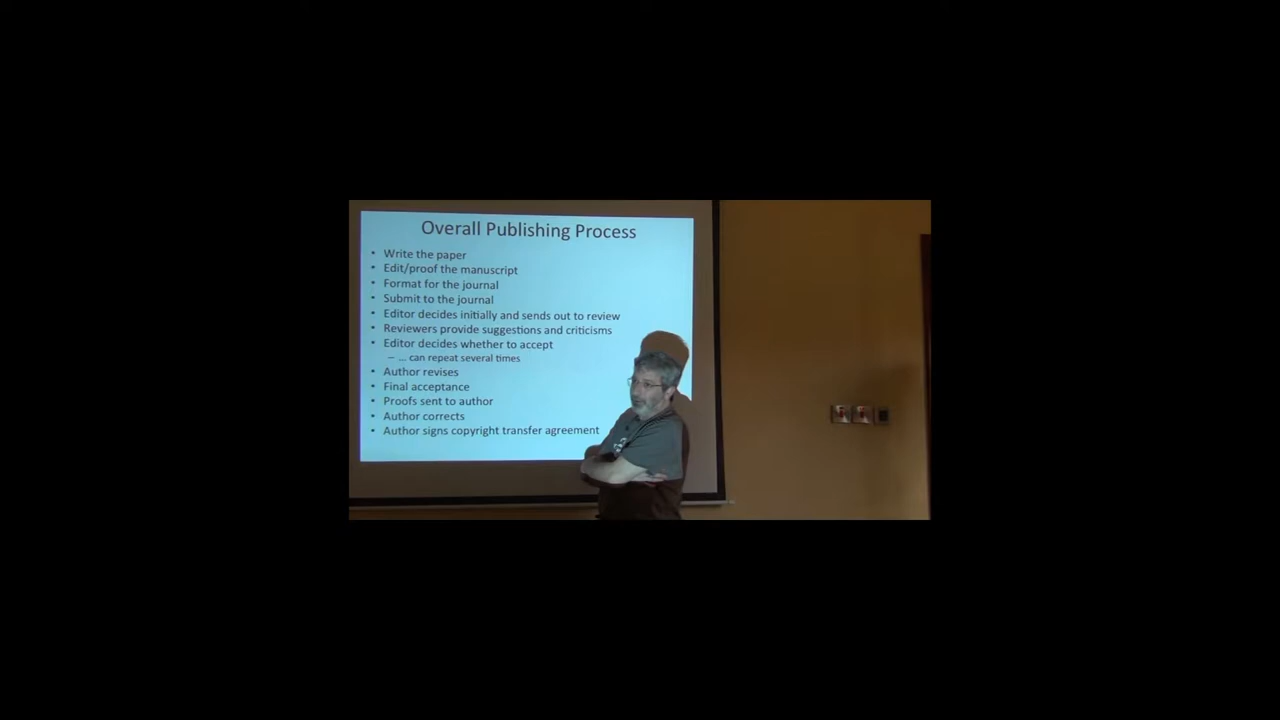 Overall Publishing Process
• Write the paper
• Edit/proof the manuscript
• Format for the journal
• Submit to the journal
• Editor decides initially and sends out to review
• Reviewers provide suggestions and criticisms
• Editor decides whether to accept
– ... can repeat several times
• Author revises
• Final acceptance
• Proofs sent to author
• Author corrects
• Author signs copyright transfer agreement